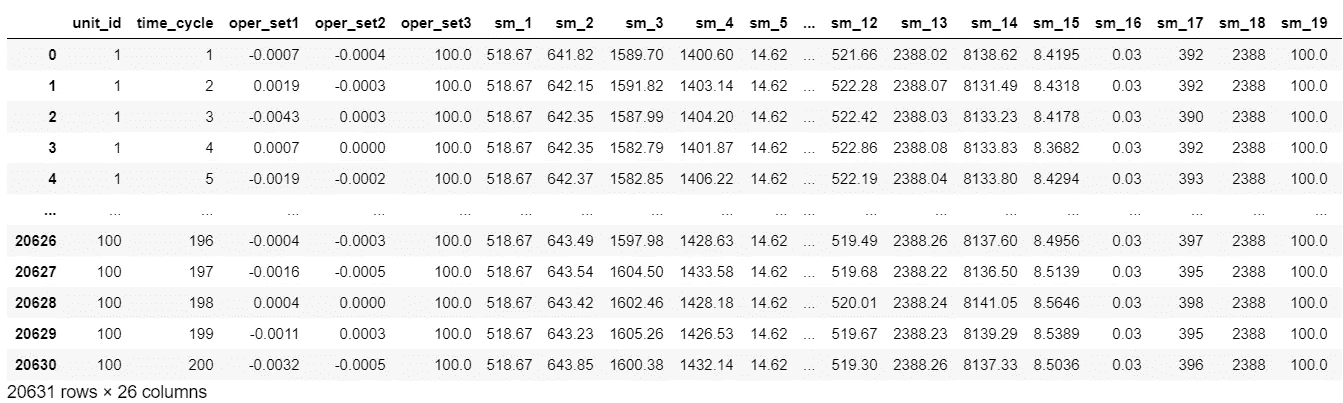 unit_id time_cycle oper_set1 oper_set2 oper_set3 sm_1 sm_2 sm_3 sm_4 sm_5 ... sm_12 sm_13 sm_14 sm_15 sm_16 sm_17 sm_18 sm_19
0 1 1 -0.0007 -0.0004 100.0 518.67 641.82 1589.70 1400.60 14.62 ... 521.66 2388.02 8138.62 8.4195 0.03 392 2388 100.0
1 1 2 0.0019 -0.0003 100.0 518.67 642.15 1591.82 1403.14 14.62 ... 522.28 2388.07 8131.49 8.4318 0.03 392 2388 100.0
2 1 3 -0.0043 0.0003 100.0 518.67 642.35 1587.99 1404.20 14.62 ... 522.42 2388.03 8133.23 8.4178 0.03 390 2388 100.0
3 1 4 0.0007 0.0000 100.0 518.67 642.35 1582.79 1401.87 14.62 ... 522.86 2388.08 8133.83 8.3682 0.03 392 2388 100.0
4 1 5 -0.0019 -0.0002 100.0 518.67 642.37 1582.85 1406.22 14.62 ... 522.19 2388.04 8133.80 8.4294 0.03 393 2388 100.0
... ... ... ... ... ... ... ... ... ... ... ... ... ... ... ... ... ... ... ...
20626 100 196 -0.0004 -0.0003 100.0 518.67 643.49 1597.98 1428.63 14.62 ... 519.49 2388.26 8137.60 8.4956 0.03 397 2388 100.0
20627 100 197 -0.0016 -0.0005 100.0 518.67 643.54 1604.50 1433.58 14.62 ... 519.68 2388.22 8136.50 8.5139 0.03 395 2388 100.0
20628 100 198 0.0004 0.0000 100.0 518.67 643.42 1602.46 1428.18 14.62 ... 520.01 2388.24 8141.05 8.5646 0.03 398 2388 100.0
20629 100 199 -0.0011 0.0003 100.0 518.67 643.23 1605.26 1426.53 14.62 ... 519.67 2388.23 8139.29 8.5389 0.03 395 2388 100.0
20630 100 200 -0.0032 -0.0005 100.0 518.67 643.85 1600.38 1432.14 14.62 ... 519.30 2388.26 8137.33 8.5036 0.03 396 2388 100.0
20631 rows × 26 columns